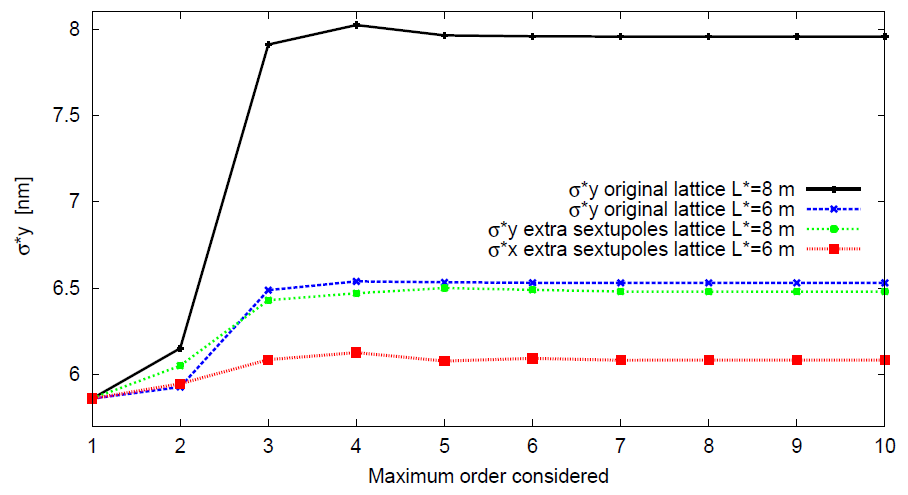 8
7.5
7
6.5
6
σ*y [nm]
σ*y original lattice L*=8 m
σ*y original lattice L*=6 m
σ*y extra sextupoles lattice L*=8 m
σ*x extra sextupoles lattice L*=6 m
1 2 3 4 5 6 7 8 9 10
Maximum order considered